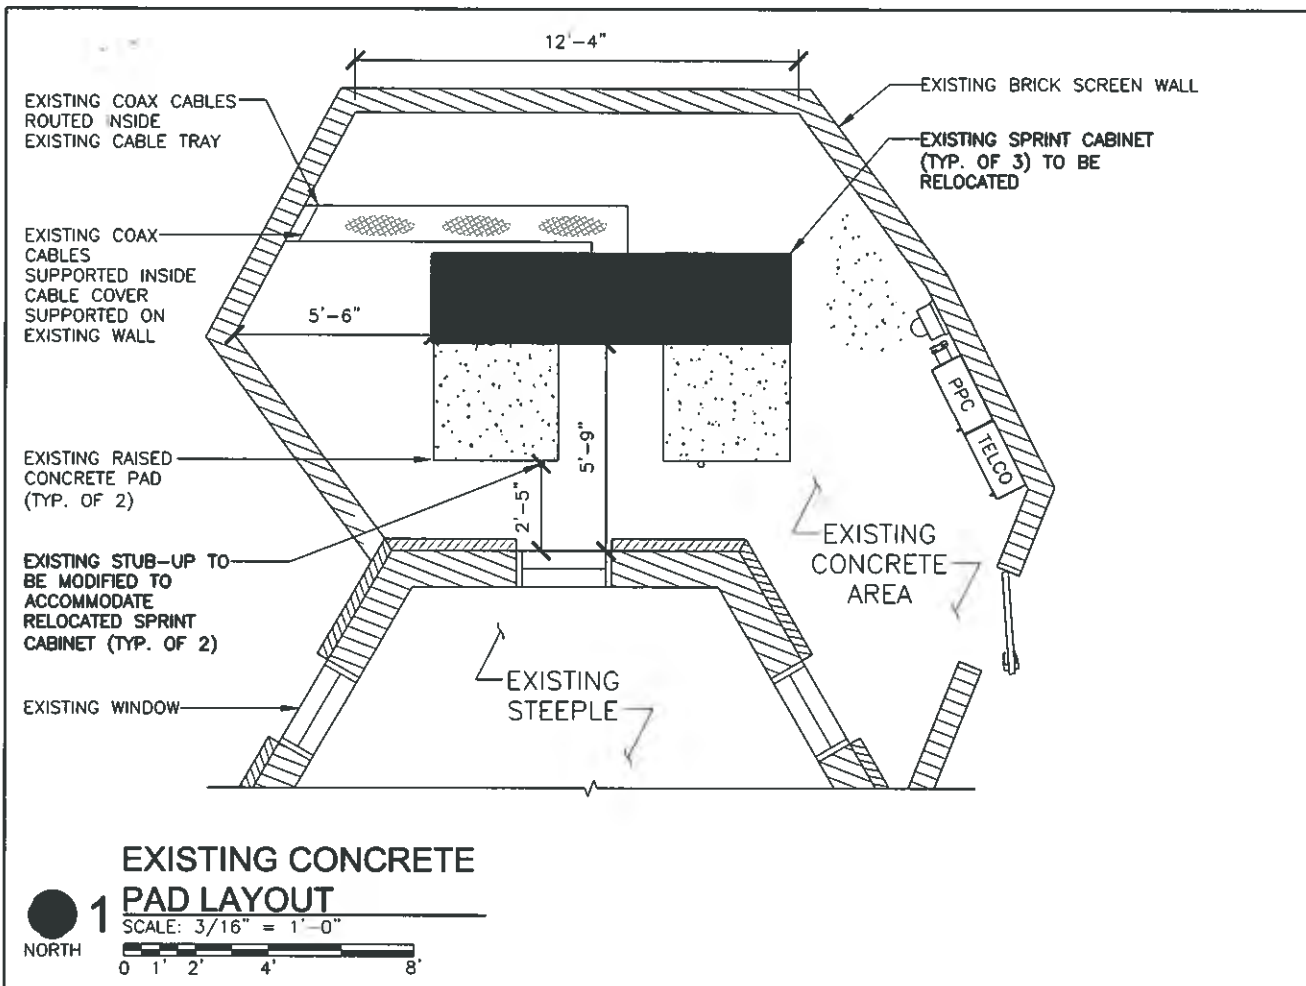 12'-4"
EXISTING COAX CABLES
ROUTED INSIDE
EXISTING CABLE TRAY
EXISTING BRICK SCREEN WALL
EXISTING SPRINT CABINET
(TYP. OF 3) TO BE
RELOCATED
EXISTING COAX
CABLES
SUPPORTED INSIDE
CABLE COVER
SUPPORTED ON
EXISTING WALL
5'-6"
PPC
TELCO
5'-9"
2'-5"
EXISTING RAISED
CONCRETE PAD
(TYP. OF 2)
EXISTING
CONCRETE
AREA
EXISTING STUB-UP TO
BE MODIFIED TO
ACCOMMODATE
RELOCATED SPRINT
CABINET (TYP. OF 2)
EXISTING
STEEPLE
EXISTING WINDOW
EXISTING CONCRETE
PAD LAYOUT
1
SCALE: 3/16" = 1'-0"
NORTH
0 1' 2' 4' 8'